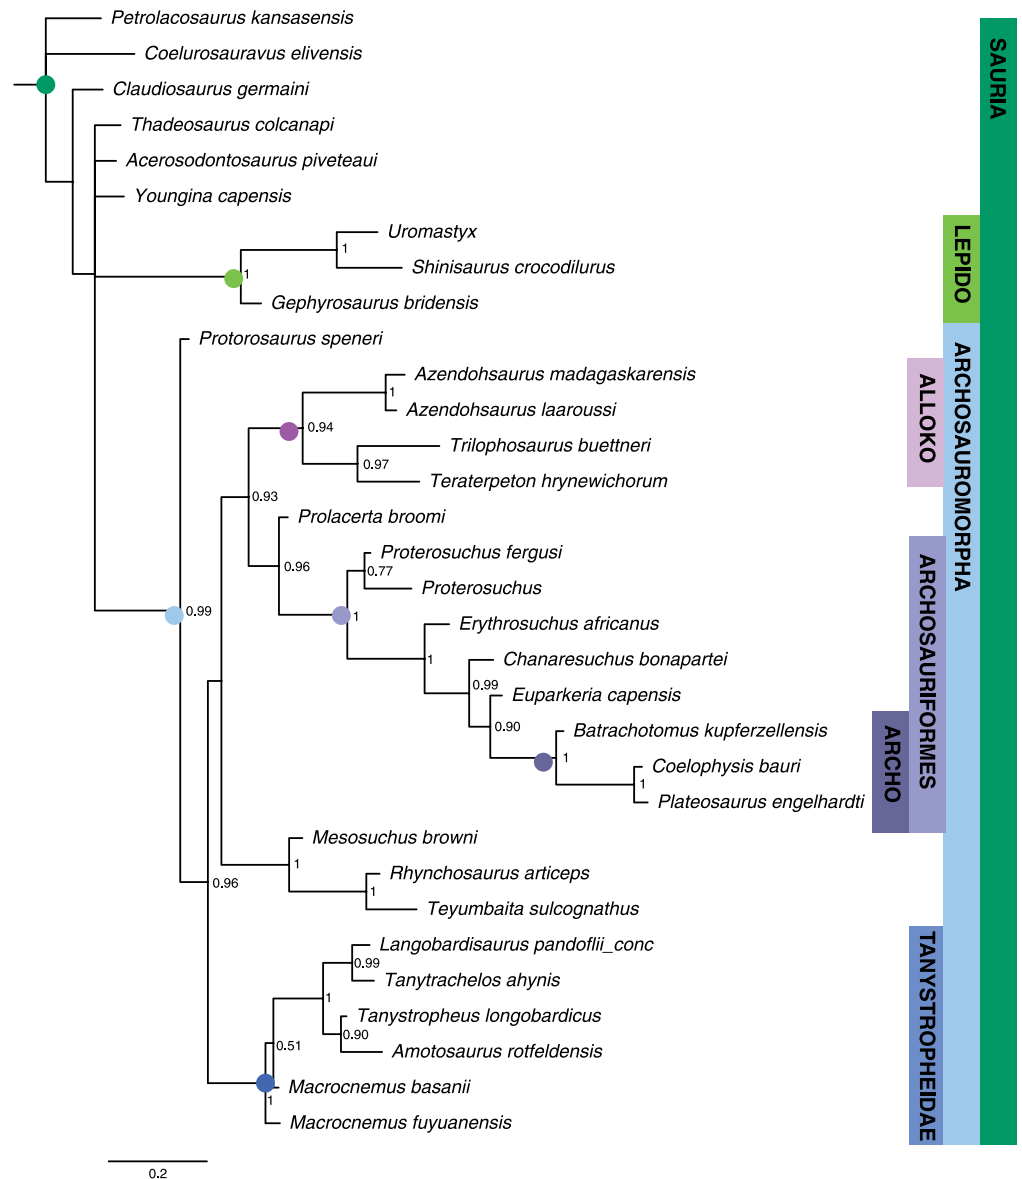 Petrolacosaurus kansasensis
Coelurosauravus elivensis
Claudiosaurus germaini
Thadeosaurus colcanapi
Acerosodontosaurus piveteaui
Youngina capensis
Uromastyx
1
Shinisaurus crocodilurus
1
Gephyrosaurus bridensis
Protorosaurus speneri
Azendohsaurus madagaskarensis
1
Azendohsaurus laaroussi
0.94
Trilophosaurus buettneri
0.97
Teraterpeton hrynewichorum
0.93
Prolacerta broomi
0.96
Proterosuchus fergusi
0.77
Proterosuchus
0.99
1
Erythrosuchus africanus
1
Chanaresuchus bonapartei
0.99
Euparkeria capensis
0.90
Batrachotomus kupferzellensis
1
Coelophysis bauri
1
Plateosaurus engelhardti
Mesosuchus browni
1
Rhynchosaurus articeps
1
0.96
Teyumbaita sulcognathus
Langobardisaurus pandoflii_conc
0.99
Tanytrachelos ahynis
1
Tanystropheus longobardicus
0.90
0.51
Amotosaurus rotfeldensis
Macrocnemus basanii
1
Macrocnemus fuyuanensis
0.2
SAURIA
LEPIDO
ARCHOSAUROMORPHA
ALLOKO
ARCHOSAURIFORMES
ARCHO
TANYSTROPHEIDAE